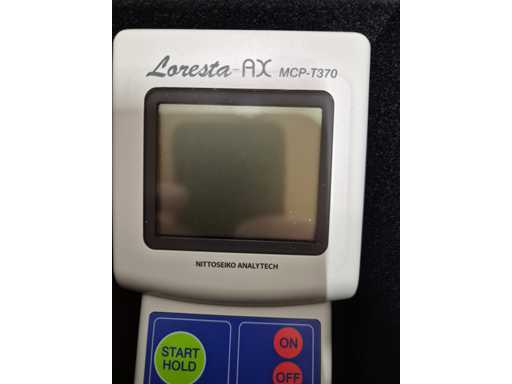 Loresta-AX MCP-T370
NITTOSEIKO ANALYTECH
START
HOLD
ON
OFF